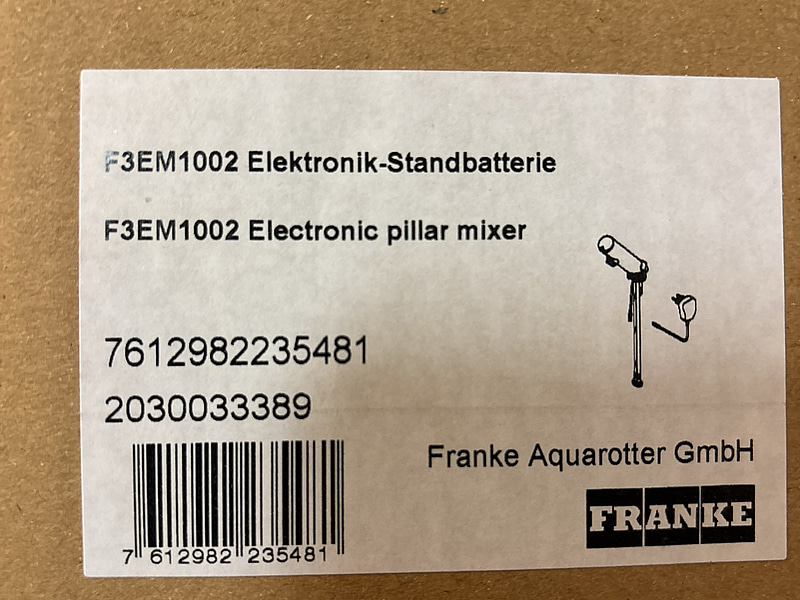 F3EM1002 Elektronik-Standbatterie
F3EM1002 Electronic pillar mixer
7612982235481
2030033389
Franke Aquarotter GmbH
FRANKE
7 612982 235481